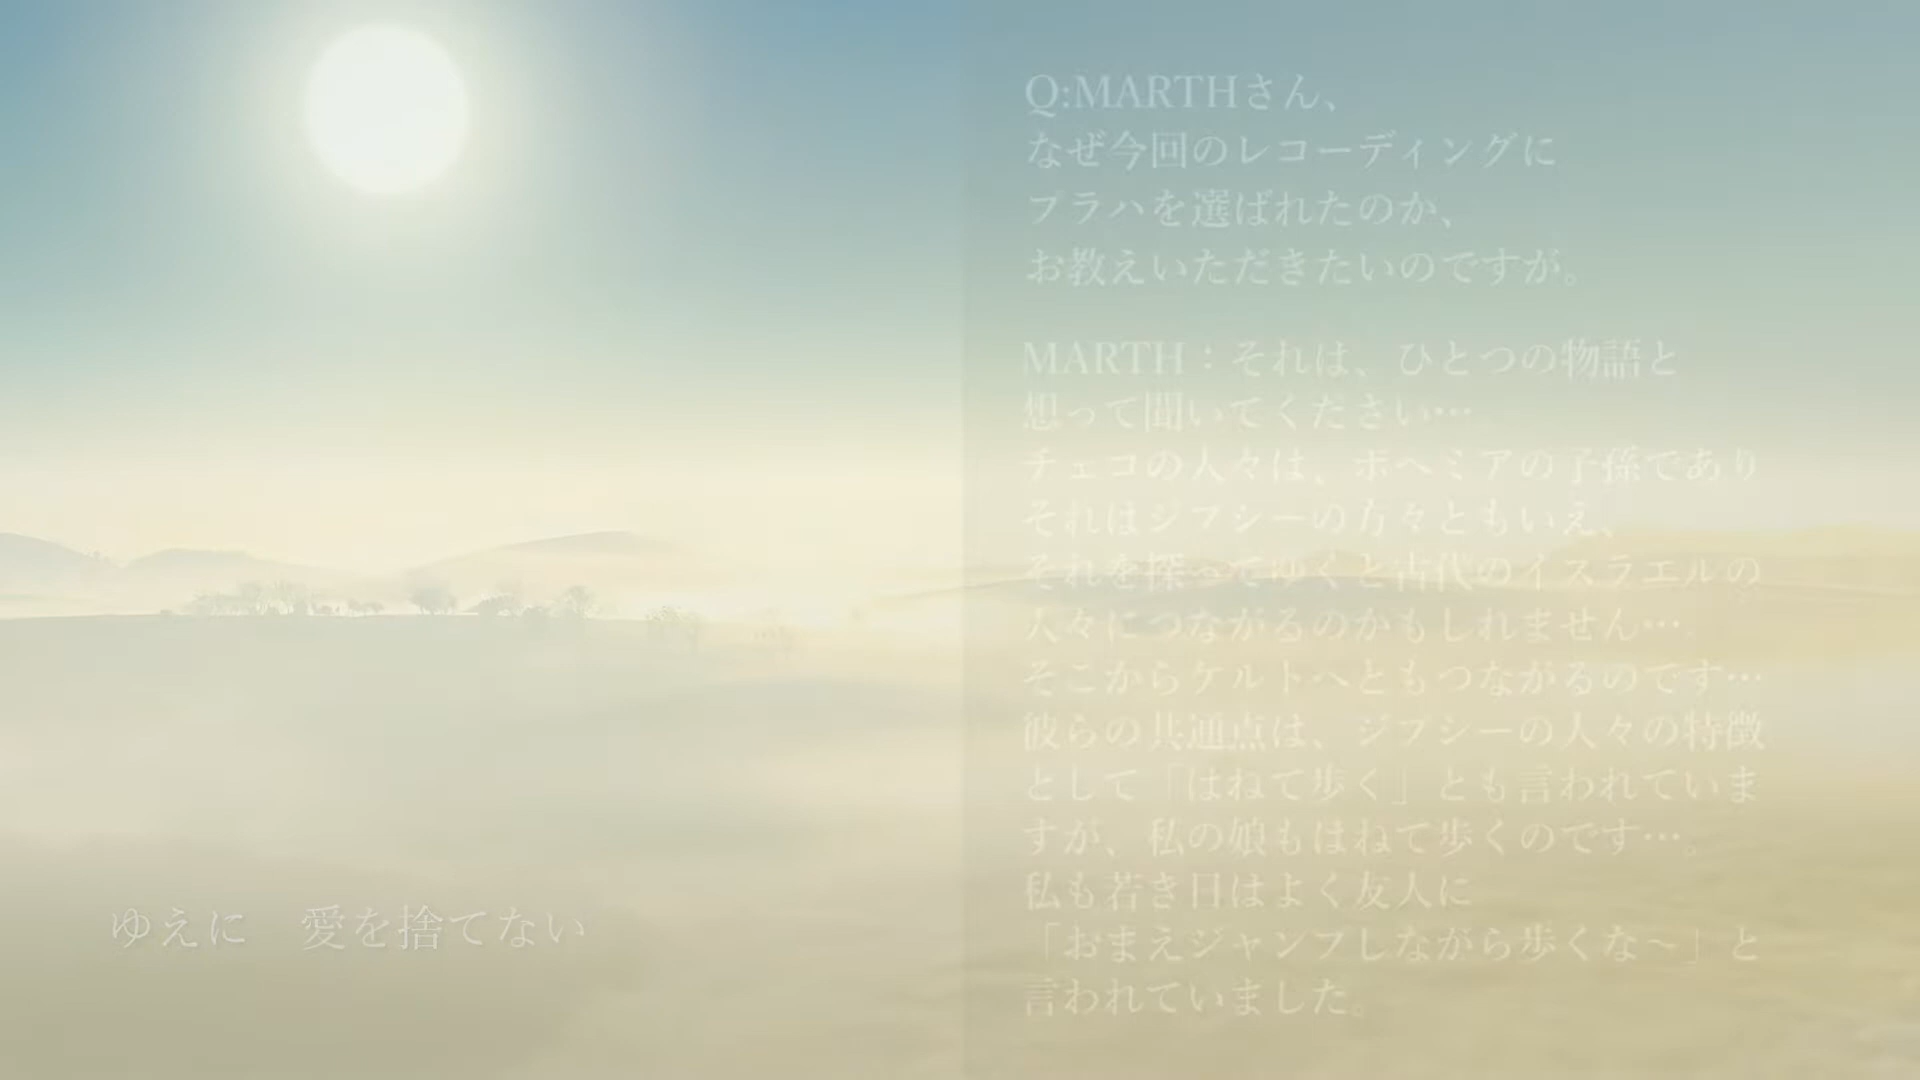 Q:MARTHさん、
なぜ今回のレコーディングに
プラハを選ばれたのか、
お教えいただきたいのですが。
MARTH：それは、ひとつの物語と
想って聞いてください…
チェコの人々は、ボヘミアの子孫であり
それはジプシーの方々ともいえ、
それを探ってゆくと古代のイスラエルの
人々につながるのかもしれません…
そこからケルトへともつながるのです…
彼らの共通点は、ジプシーの人々の特徴
として「はねて歩く」とも言われていま
すが、私の娘もはねて歩くのです…。
私も若き日はよく友人に
「おまえジャンプしながら歩くな～」と
言われていました。
ゆえに　愛を捨てない